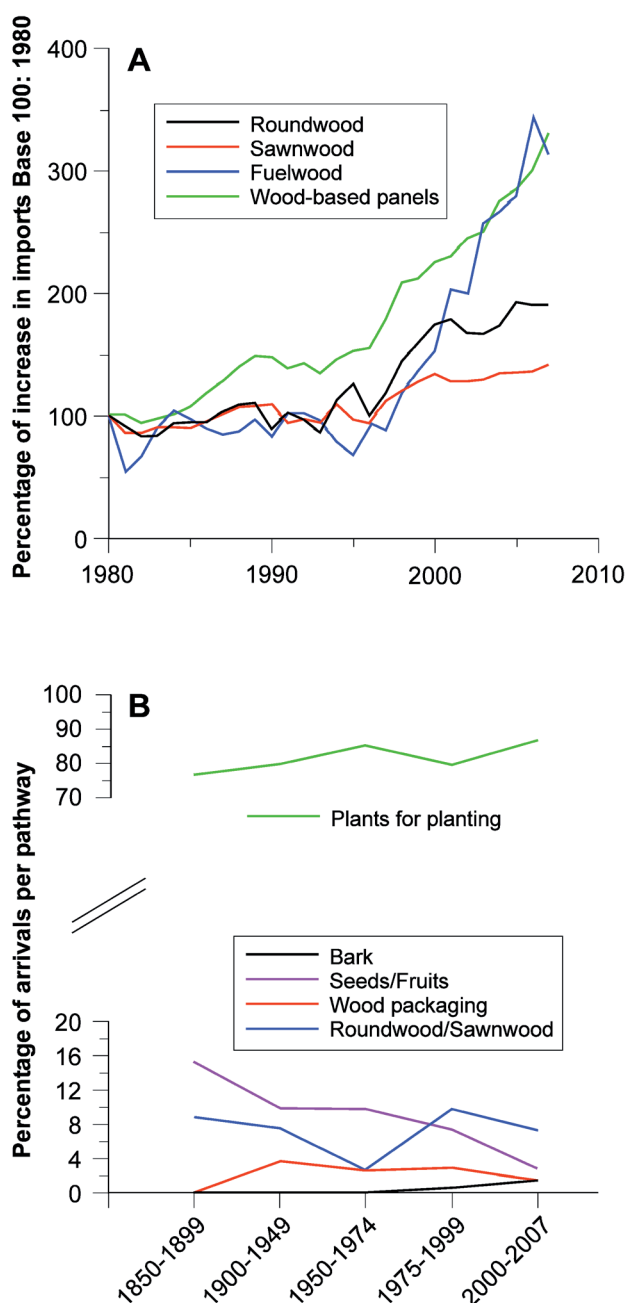 Percentage of increase in imports Base 100: 1980
400
300
200
100
0
A
Roundwood
Sawnwood
Fuelwood
Wood-based panels
1980
1990
2000
2010
Percentage of arrivals per pathway
100
90
80
70
B
Plants for planting
Bark
Seeds/Fruits
Wood packaging
Roundwood/Sawnwood
20
16
12
8
4
0
1850-1899
1900-1949
1950-1974
1975-1999
2000-2007